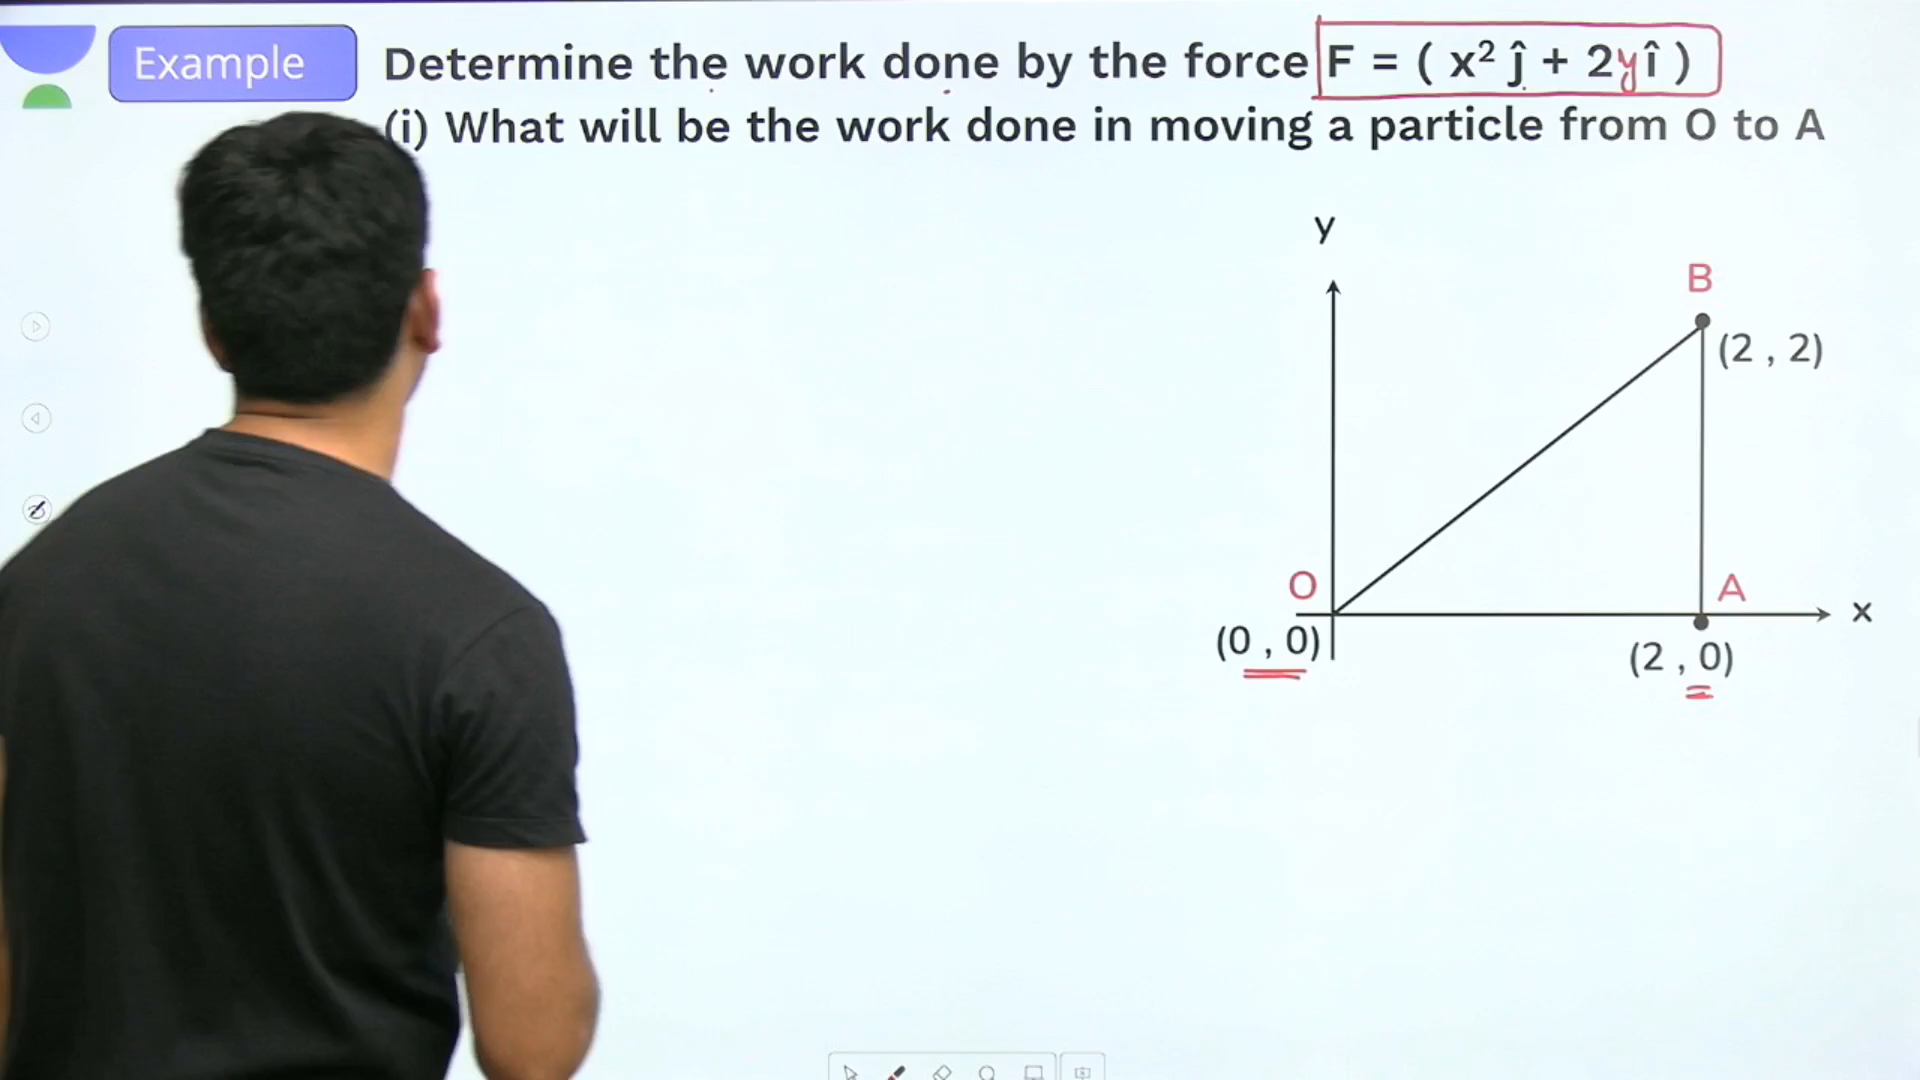 Example
Determine the work done by the force F = ( x² ĵ + 2yî )
(i) What will be the work done in moving a particle from O to A
y
B
(2 , 2)
O
A
x
(0 , 0)
(2 , 0)